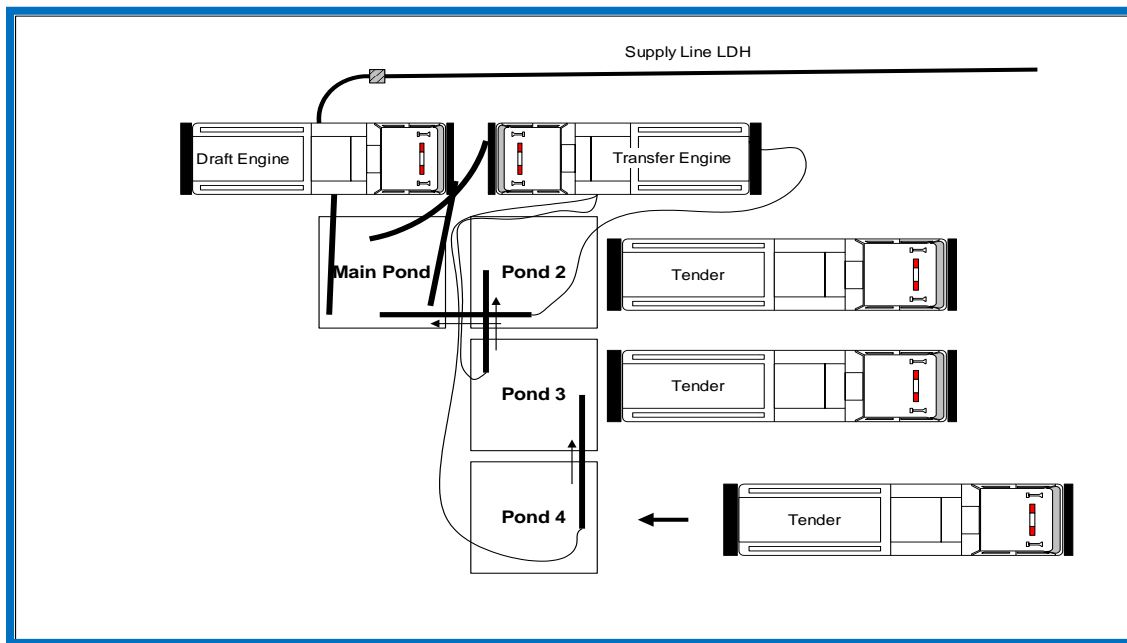 Supply Line LDH
Draft Engine
Transfer Engine
Main Pond
Pond 2
Tender
Pond 3
Tender
Pond 4
Tender